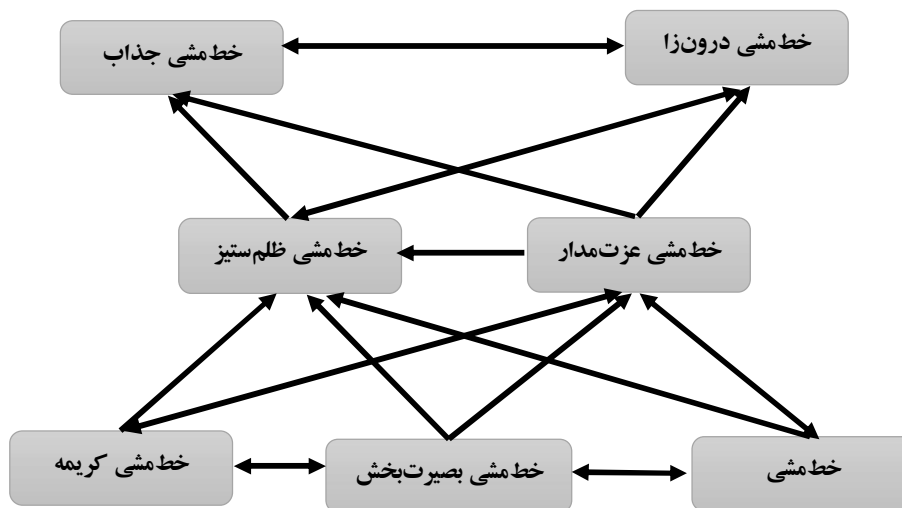 خط‌مشی درون‌زا
خط‌مشی جذاب
خط‌مشی عزت‌مدار
خط‌مشی ظلم‌ستیز
خط‌مشی
خط‌مشی بصیرت‌بخش
خط‌مشی کریمه